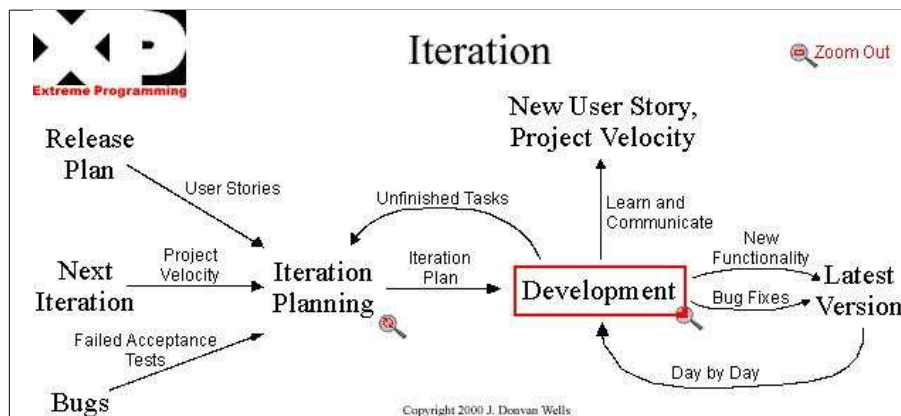 XP
Extreme Programming
Iteration
Zoom Out
New User Story,
Project Velocity
Release
Plan
User Stories
Unfinished Tasks
Learn and
Communicate
Next
Iteration
Project
Velocity
Iteration
Planning
Iteration
Plan
Development
New
Functionality
Bug Fixes
Latest
Version
Failed Acceptance
Tests
Bugs
Day by Day
Copyright 2000 J. Donvan Wells